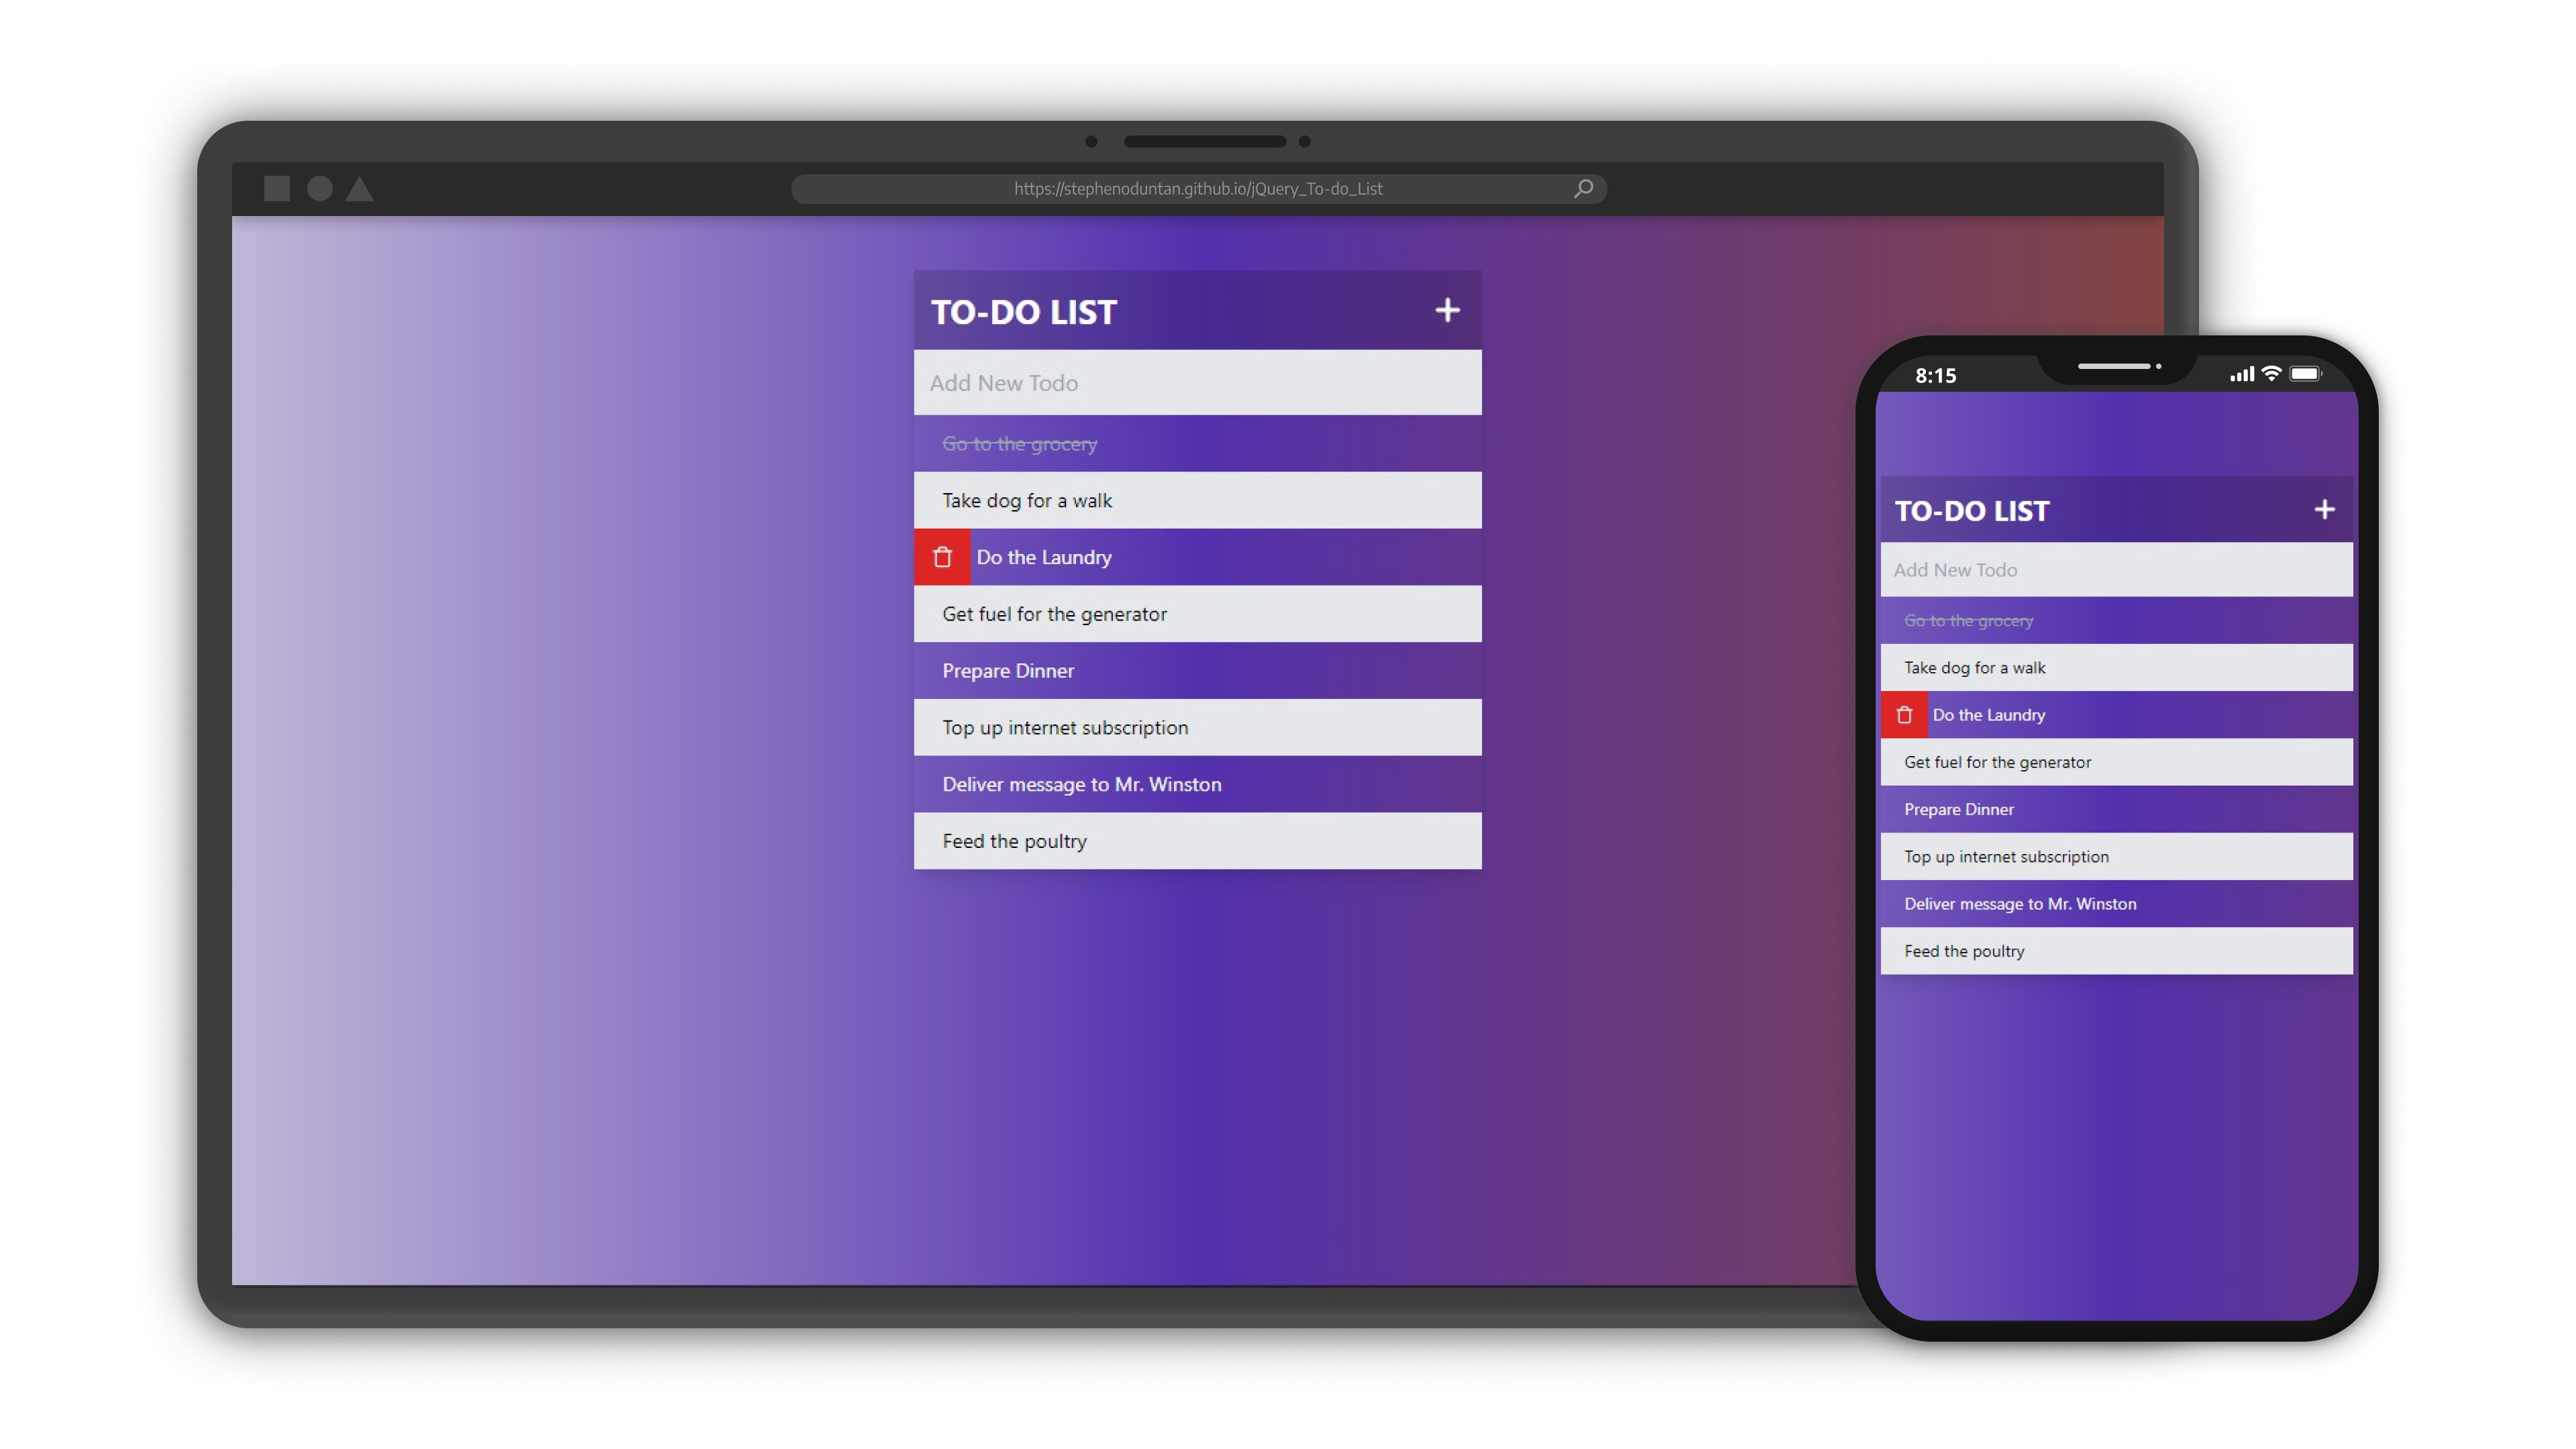 https://stephenoduntan.github.io/jQuery_To-do_List
TO-DO LIST
Add New Todo
Go to the grocery
Take dog for a walk
Do the Laundry
Get fuel for the generator
Prepare Dinner
Top up internet subscription
Deliver message to Mr. Winston
Feed the poultry
8:15
TO-DO LIST
Add New Todo
Go to the grocery
Take dog for a walk
Do the Laundry
Get fuel for the generator
Prepare Dinner
Top up internet subscription
Deliver message to Mr. Winston
Feed the poultry